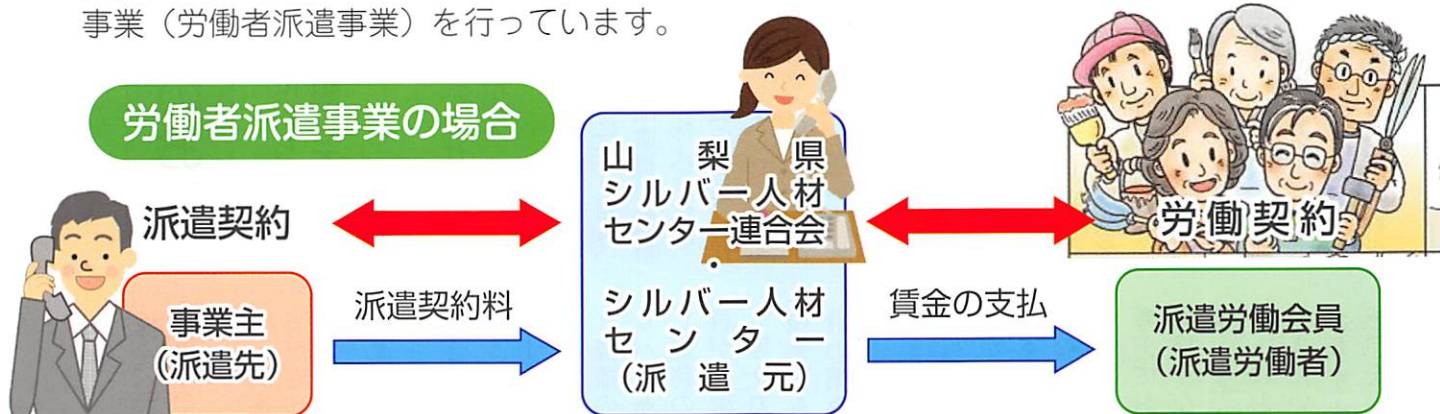 事業（労働者派遣事業）を行っています。
労働者派遣事業の場合
派遣契約
事業主
（派遣先）
派遣契約料
山梨県
シルバー人材
センター連合会
・
シルバー人材
センター
（派遣元）
賃金の支払
労働契約
派遣労働会員
（派遣労働者）